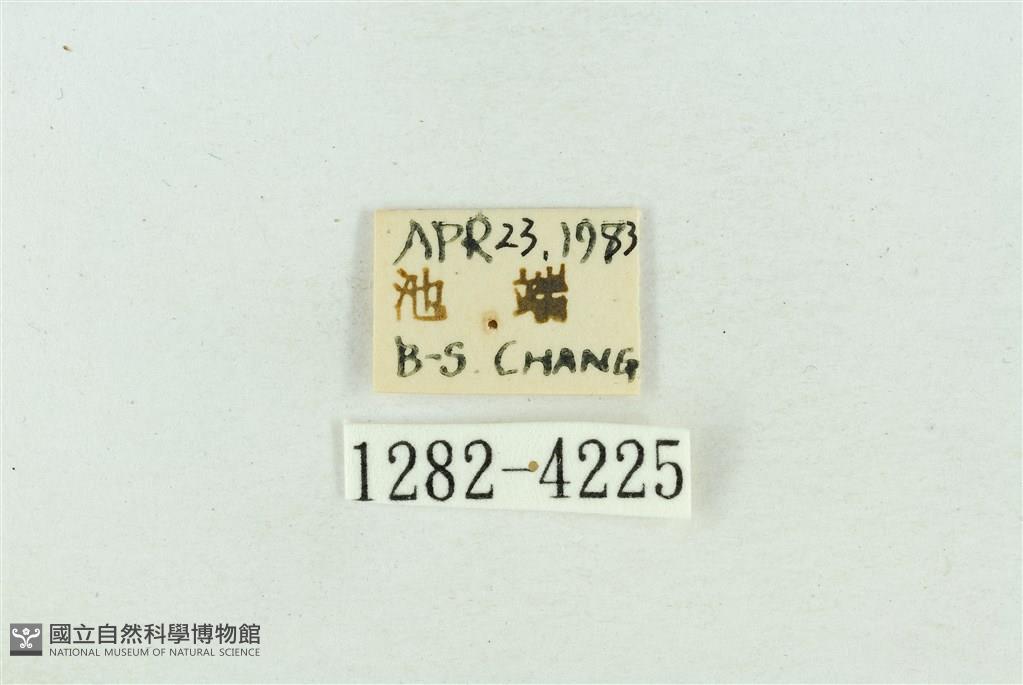 APR 23, 1983
池 端
B-S. CHANG
1282-4225
國立自然科學博物館
NATIONAL MUSEUM OF NATURAL SCIENCE